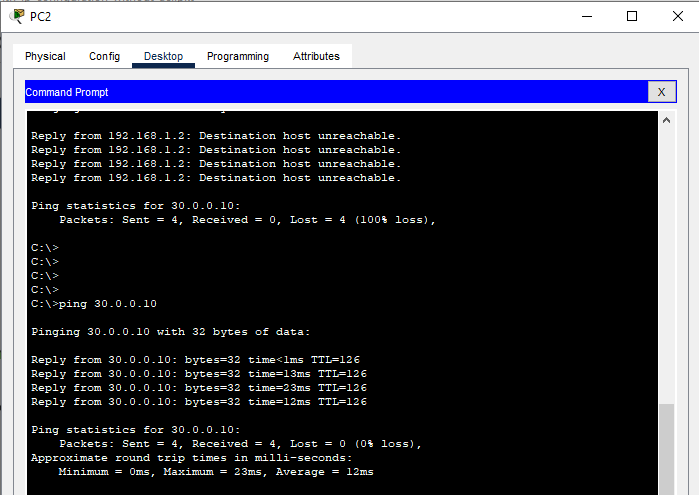 PC2
Physical Config Desktop Programming Attributes
Command Prompt X
Reply from 192.168.1.2: Destination host unreachable.
Reply from 192.168.1.2: Destination host unreachable.
Reply from 192.168.1.2: Destination host unreachable.
Reply from 192.168.1.2: Destination host unreachable.
Ping statistics for 30.0.0.10:
Packets: Sent = 4, Received = 0, Lost = 4 (100% loss),
C:\>
C:\>
C:\>
C:\>
C:\>ping 30.0.0.10
Pinging 30.0.0.10 with 32 bytes of data:
Reply from 30.0.0.10: bytes=32 time<1ms TTL=126
Reply from 30.0.0.10: bytes=32 time=13ms TTL=126
Reply from 30.0.0.10: bytes=32 time=23ms TTL=126
Reply from 30.0.0.10: bytes=32 time=12ms TTL=126
Ping statistics for 30.0.0.10:
Packets: Sent = 4, Received = 4, Lost = 0 (0% loss),
Approximate round trip times in milli-seconds:
Minimum = 0ms, Maximum = 23ms, Average = 12ms